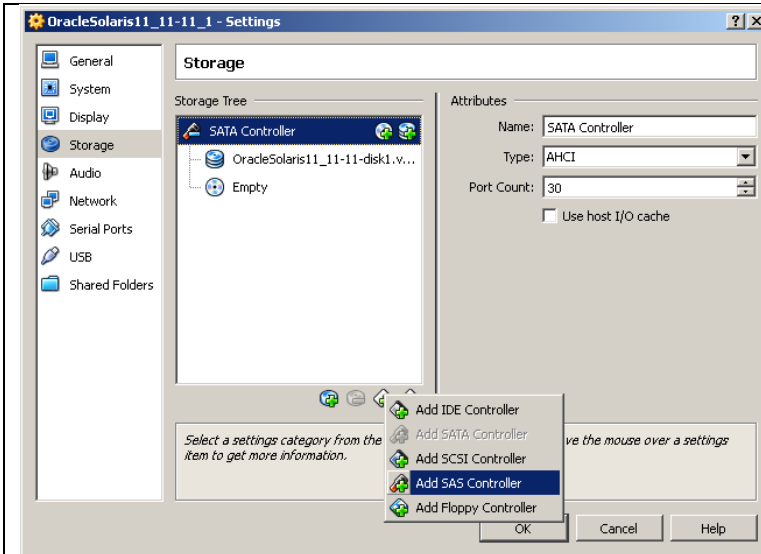 OracleSolaris11_11-11_1 - Settings
General
System
Display
Storage
Audio
Network
Serial Ports
USB
Shared Folders
Storage
Storage Tree
SATA Controller
OracleSolaris11_11-11-disk1.v...
Empty
Attributes
Name: SATA Controller
Type: AHCI
Port Count: 30
Use host I/O cache
Select a settings category from the
ve the mouse over a settings
item to get more information.
Add IDE Controller
Add SATA Controller
Add SCSI Controller
Add SAS Controller
Add Floppy Controller
OK Cancel Help